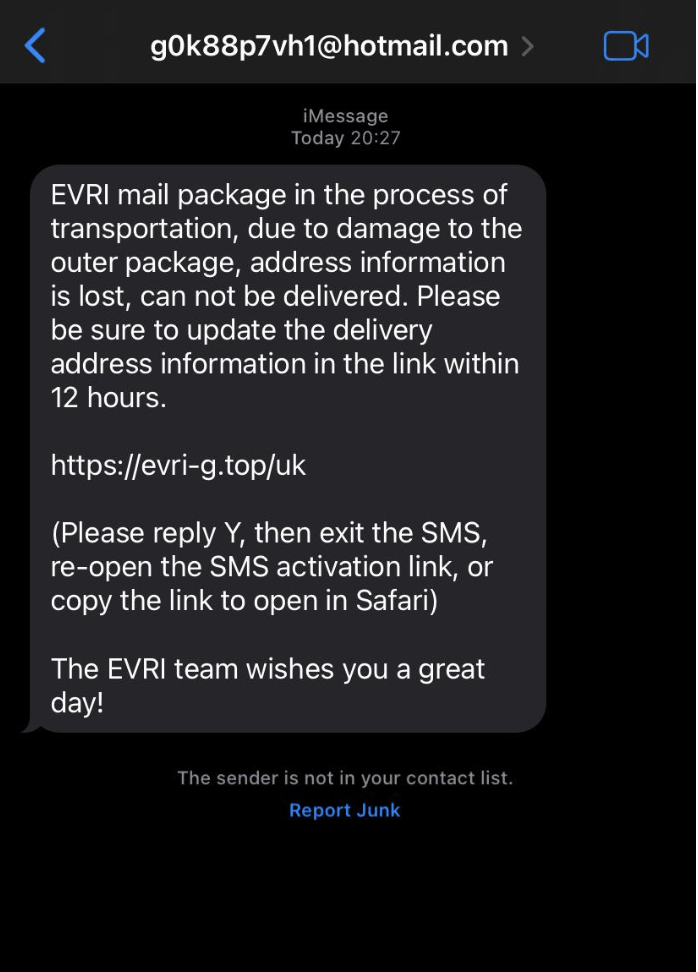 g0k88p7vh1@hotmail.com
iMessage
Today 20:27
EVRI mail package in the process of
transportation, due to damage to the
outer package, address information
is lost, can not be delivered. Please
be sure to update the delivery
address information in the link within
12 hours.
https://evri-g.top/uk
(Please reply Y, then exit the SMS,
re-open the SMS activation link, or
copy the link to open in Safari)
The EVRI team wishes you a great
day!
The sender is not in your contact list.
Report Junk